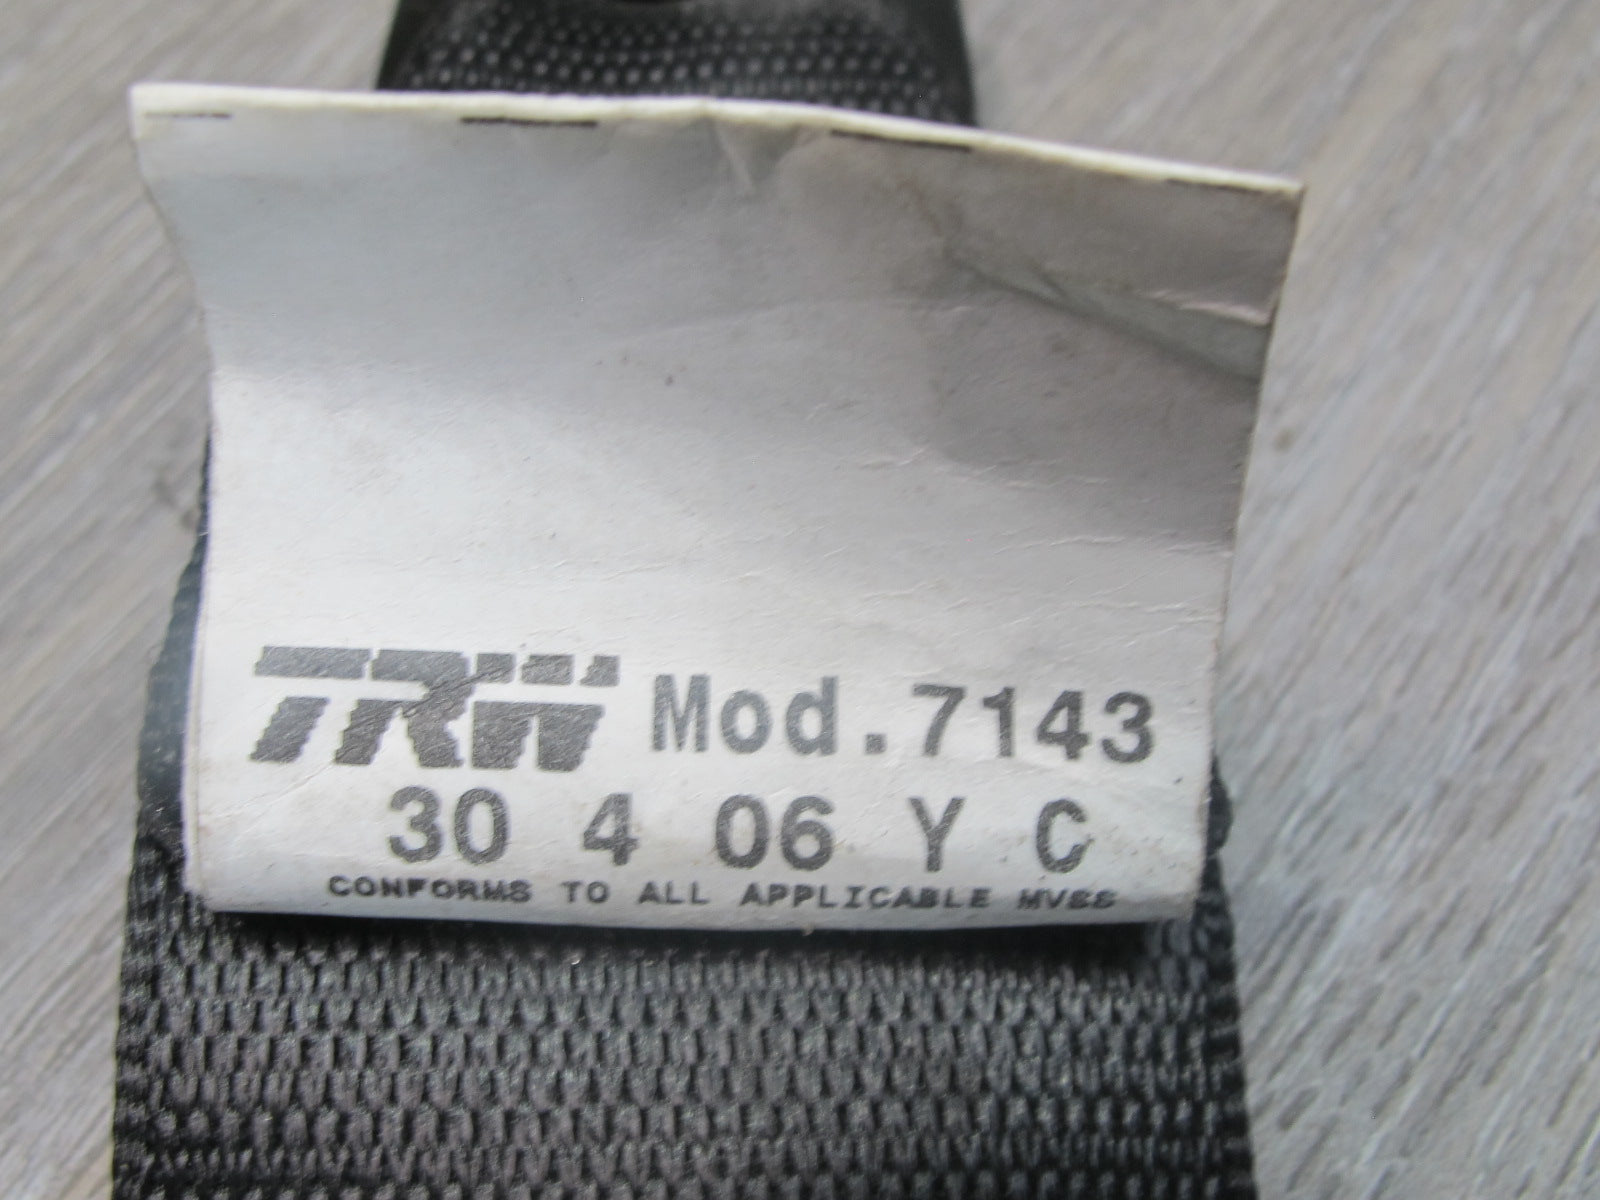 TRW Mod.7143
30 4 06 Y C
CONFORMS TO ALL APPLICABLE MVSS